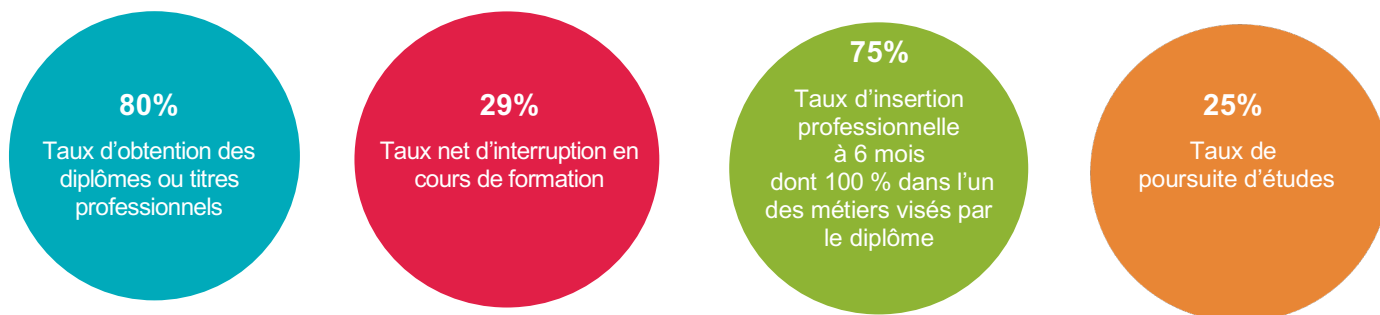 80%
Taux d'obtention des
diplômes ou titres
professionnels
29%
Taux net d'interruption en
cours de formation
75%
Taux d'insertion
professionnelle
à 6 mois
dont 100 % dans l'un
des métiers visés par
le diplôme
25%
Taux de
poursuite d'études